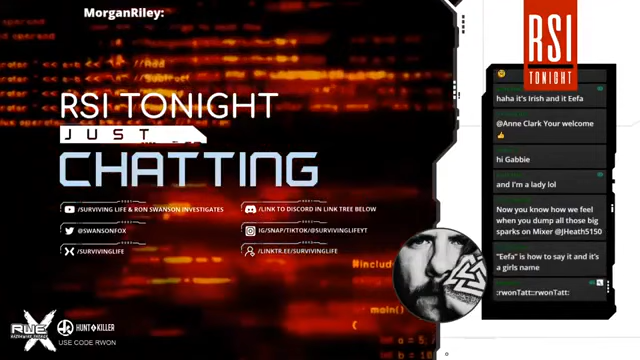 MorganRiley:
RSI TONIGHT
JUST
CHATTING
/SURVIVING LIFE & RON SWANSON INVESTIGATES
/LINK TO DISCORD IN LINK TREE BELOW
@SWANSONFOX
IG/SNAP/TIKTOK/@SURVIVINGLIFEYT
/SURVIVINGLIFE
/LINKTR.EE/SURVIVINGLIFE
RWE
HUNT A KILLER
USE CODE RWON
#inclu
main()
{
a = 5,
RSI
TONIGHT
haha it's Irish and it Eefa
@Anne Clark Your welcome
👍
hi Gabbie
and I'm a lady lol
Now you know how we feel
when you dump all those big
sparks on Mixer @JHeath5150
"Eefa" is how to say it and it's
a girls name
:rwonTatt::rwonTatt: